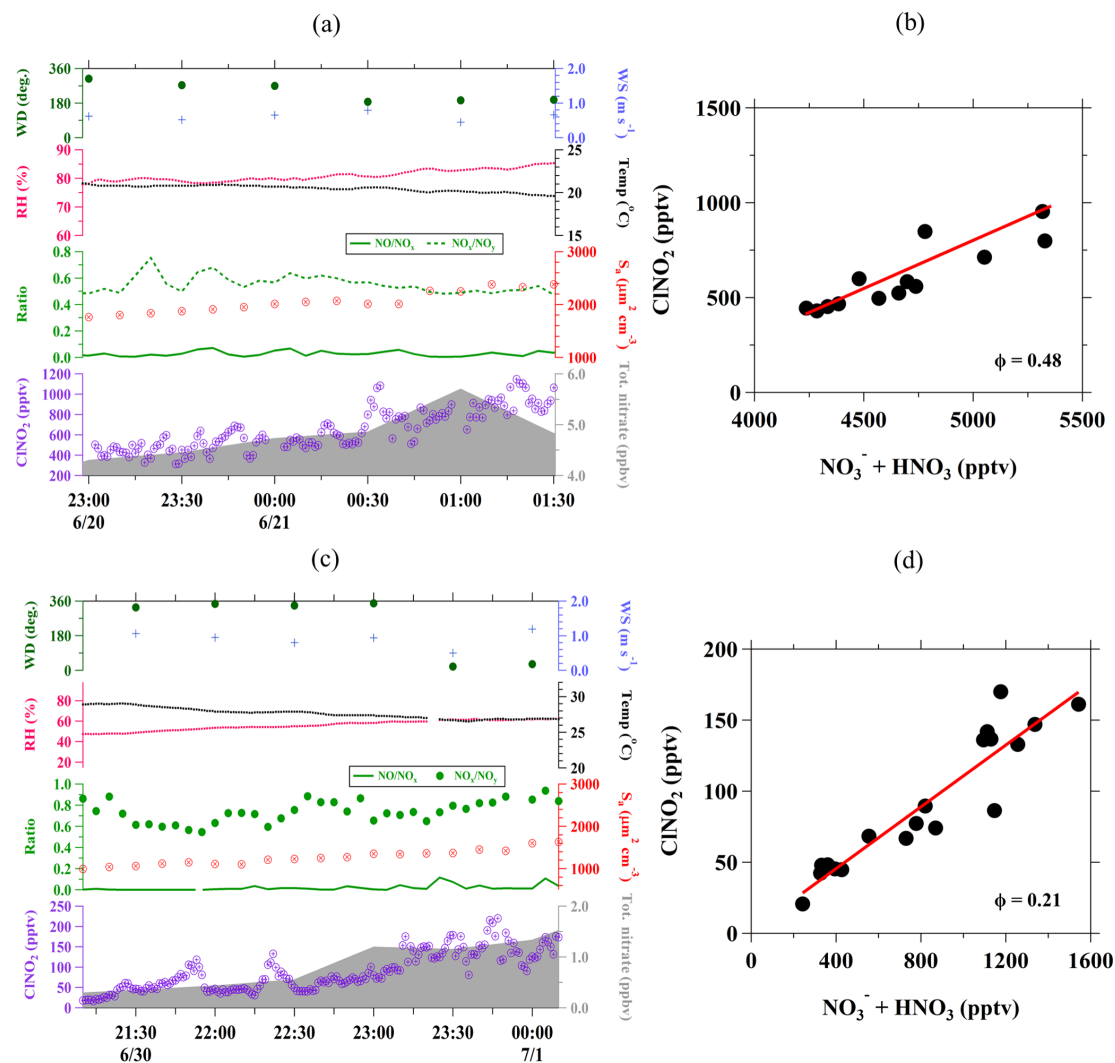 (a)
WD (deg.)
360
180
0
2.0
1.0
0.0
WS (m s⁻¹)
RH (%)
90
80
70
60
25
20
15
Temp (°C)
NO/NOₓ NOₓ/NOᵧ
Ratio
0.8
0.6
0.4
0.2
0.0
3000
2000
1000
Sₐ (μm² cm⁻³)
ClNO₂ (pptv)
1200
1000
800
600
400
200
6.0
5.0
4.0
Tot. nitrate (ppbv)
23:00 23:30 00:00 00:30 01:00 01:30
6/20 6/21
(b)
ClNO₂ (pptv)
1500
1000
500
0
ϕ = 0.48
4000 4500 5000 5500
NO₃⁻ + HNO₃ (pptv)
(c)
WD (deg.)
360
180
0
2.0
1.0
0.0
WS (m s⁻¹)
RH (%)
80
60
40
20
30
25
20
Temp (°C)
NO/NOₓ NOₓ/NOᵧ
Ratio
1.0
0.8
0.6
0.4
0.2
0.0
3000
2000
1000
Sₐ (μm² cm⁻³)
ClNO₂ (pptv)
250
200
150
100
50
0
2.0
1.0
0.0
Tot. nitrate (ppbv)
21:30 22:00 22:30 23:00 23:30 00:00
6/30 7/1
(d)
ClNO₂ (pptv)
200
150
100
50
0
ϕ = 0.21
0 400 800 1200 1600
NO₃⁻ + HNO₃ (pptv)